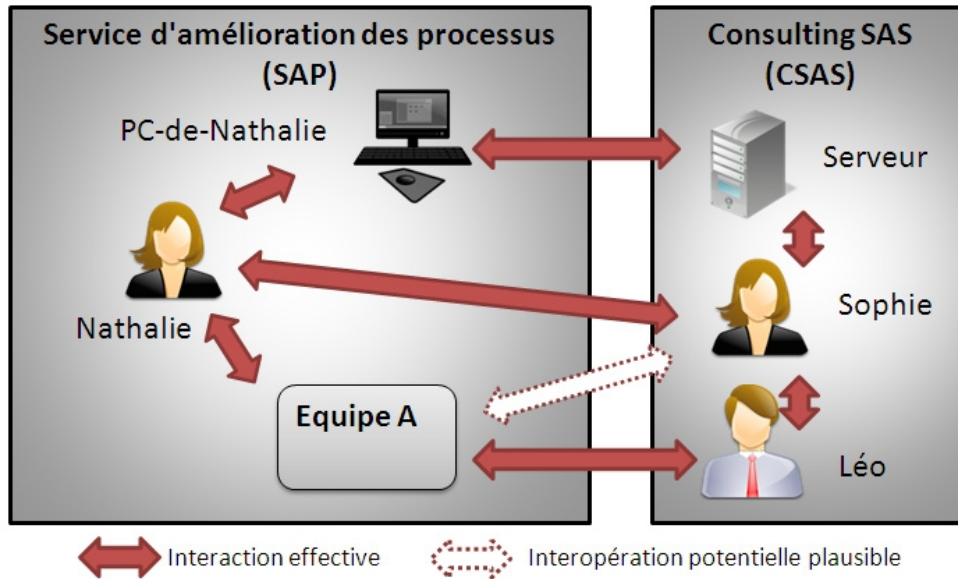 Service d'amélioration des processus
(SAP)
Consulting SAS
(CSAS)
PC-de-Nathalie
Serveur
Nathalie
Sophie
Equipe A
Léo
Interaction effective
Interopération potentielle plausible